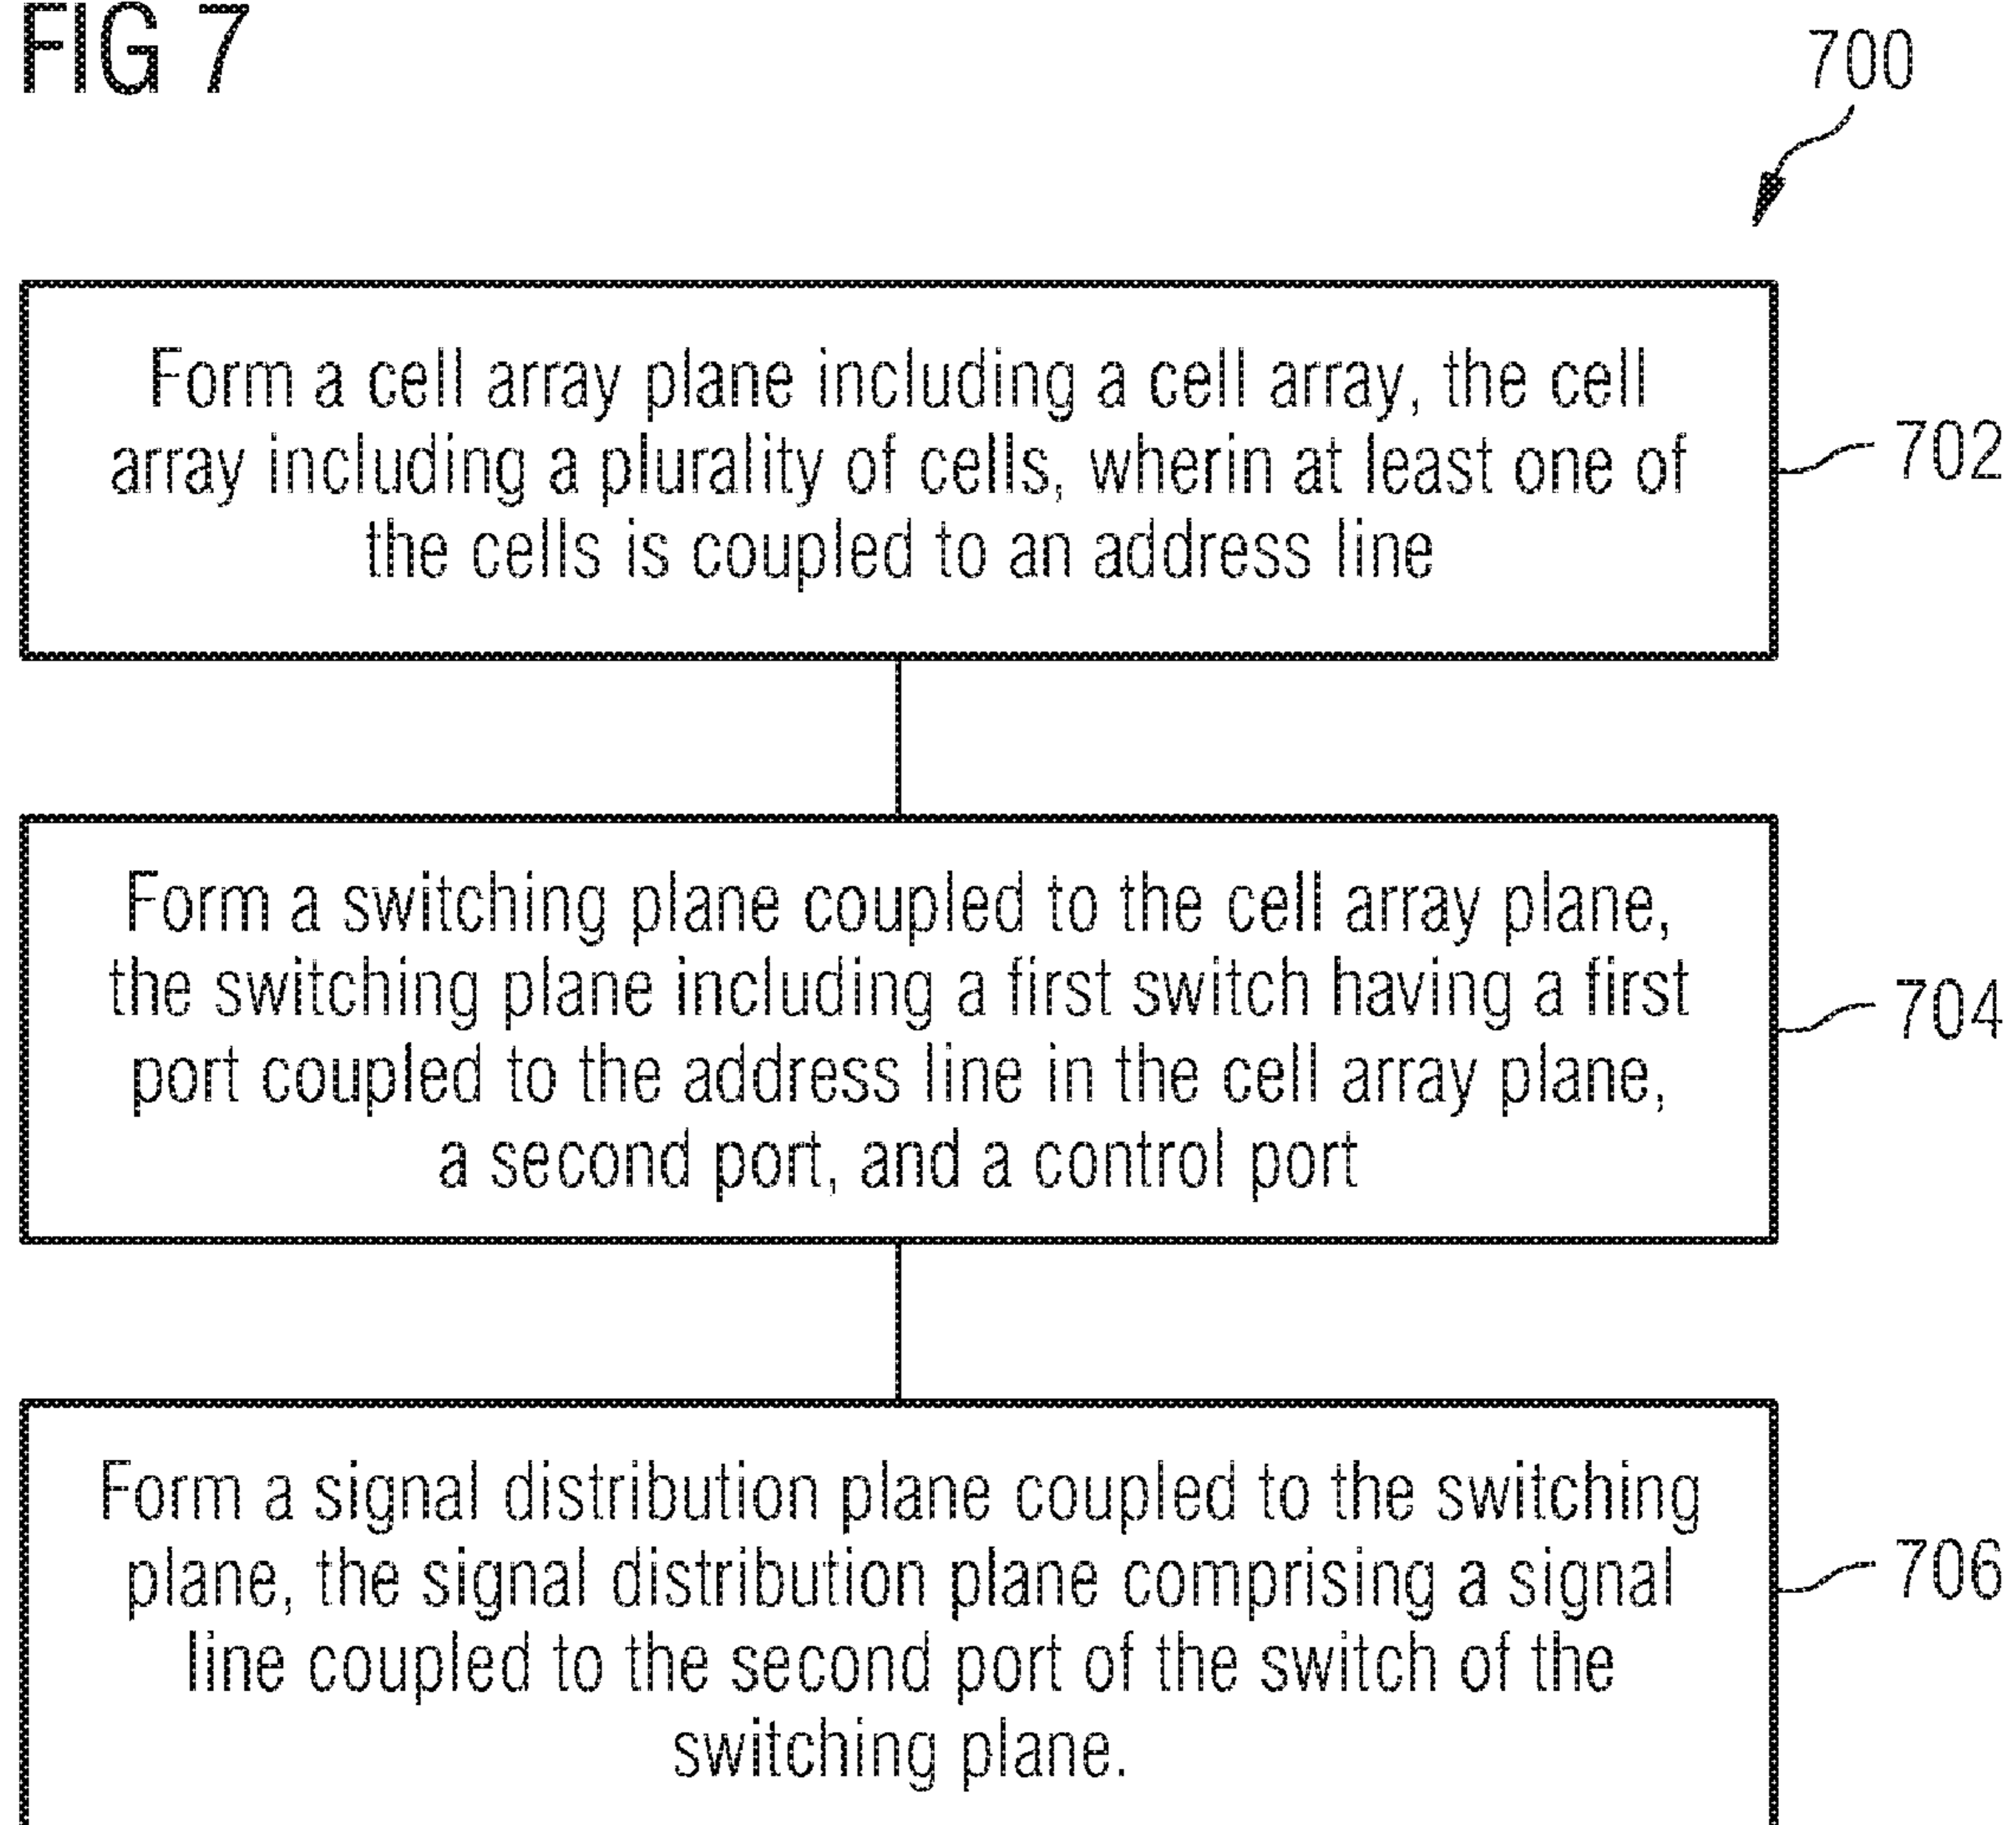 FIG 7
700
Form a cell array plane including a cell array, the cell
array including a plurality of cells, wherin at least one of
the cells is coupled to an address line
702
Form a switching plane coupled to the cell array plane,
the switching plane including a first switch having a first
port coupled to the address line in the cell array plane,
a second port, and a control port
704
Form a signal distribution plane coupled to the switching
plane, the signal distribution plane comprising a signal
line coupled to the second port of the switch of the
switching plane.
706